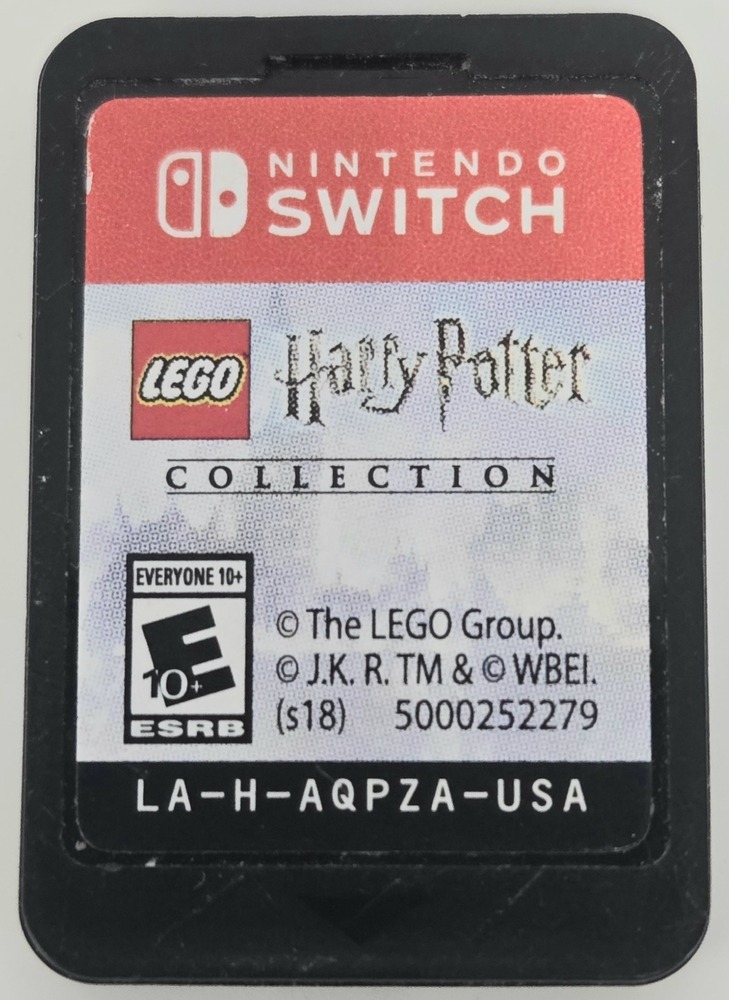 NINTENDO
SWITCH
LEGO Harry Potter
COLLECTION
EVERYONE 10+
E
10+
ESRB
© The LEGO Group.
© J.K. R. TM & © WBEI.
(s18) 5000252279
LA-H-AQPZA-USA